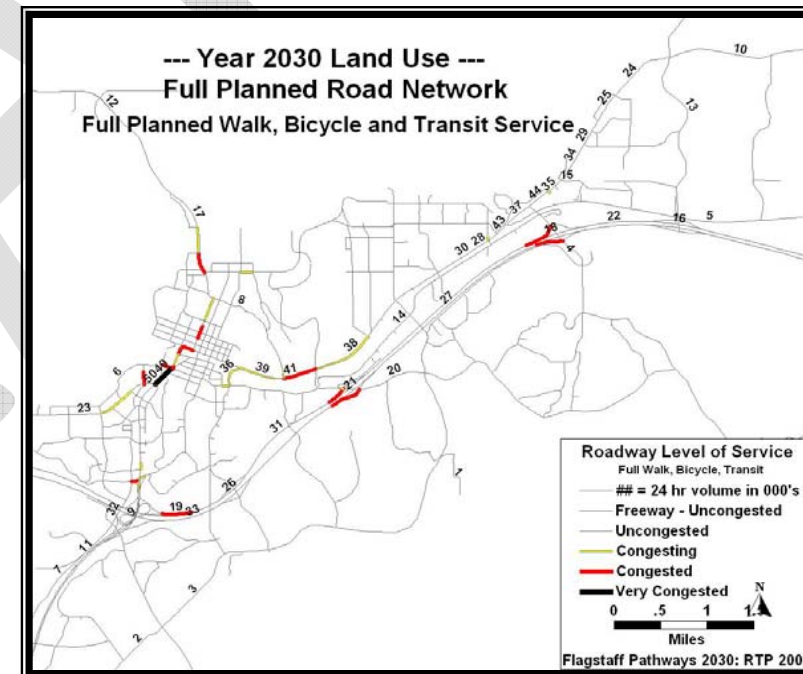 --- Year 2030 Land Use ---
Full Planned Road Network
Full Planned Walk, Bicycle and Transit Service
10
24
25
13
12
29
34
15
35
44
37
43
17
28
30
18
4
22
16
5
27
14
8
38
6
36
39
41
20
21
23
31
1
26
19
33
32
9
11
7
3
2
Roadway Level of Service
Full Walk, Bicycle, Transit
## = 24 hr volume in 000's
Freeway - Uncongested
Uncongested
Congesting
Congested
Very Congested
N
0 .5 1
Miles
Flagstaff Pathways 2030: RTP 200